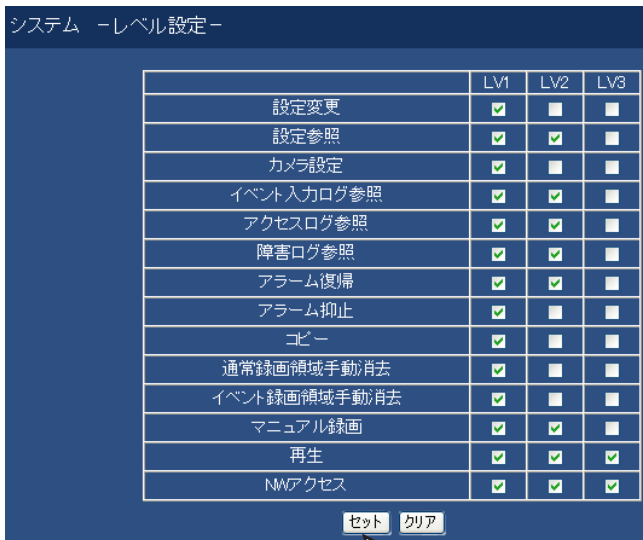 システム －レベル設定－
LV1 LV2 LV3
設定変更
設定参照
カメラ設定
イベント入力ログ参照
アクセスログ参照
障害ログ参照
アラーム復帰
アラーム抑止
コピー
通常録画領域手動消去
イベント録画領域手動消去
マニュアル録画
再生
NWアクセス
セット クリア